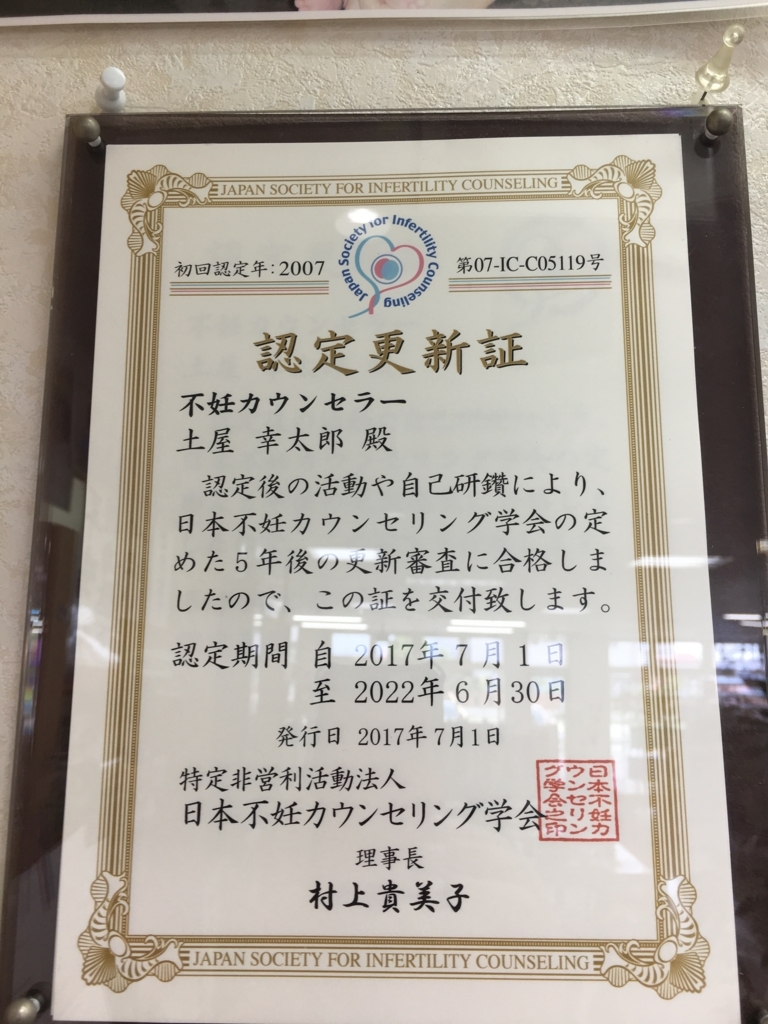 JAPAN SOCIETY FOR INFERTILITY COUNSELING
Japan Society for Infertility Counseling
初回認定年：2007
第07-IC-C05119号
認定更新証
不妊カウンセラー
土屋 幸太郎 殿
認定後の活動や自己研鑽により、
日本不妊カウンセリング学会の定
めた５年後の更新審査に合格しま
したので、この証を交付致します。
認定期間 自 2017年７月１日
至 2022年６月30日
発行日 2017年7月1日
特定非営利活動法人
日本不妊カウンセリング学会
日本不妊カ
ウンセリン
グ学会之印
理事長
村上貴美子
JAPAN SOCIETY FOR INFERTILITY COUNSELING